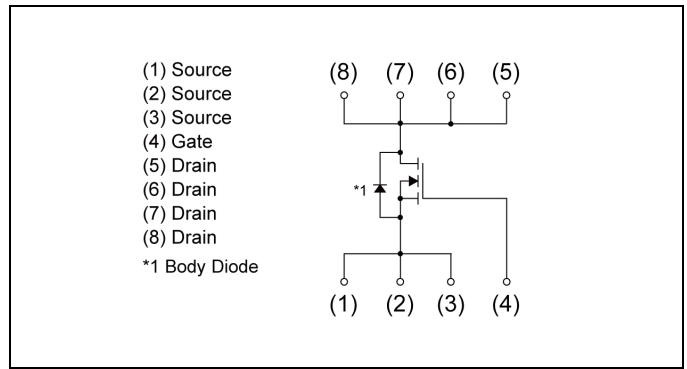 (1) Source
(2) Source
(3) Source
(4) Gate
(5) Drain
(6) Drain
(7) Drain
(8) Drain
*1 Body Diode
(8) (7) (6) (5)
*1
(1) (2) (3) (4)